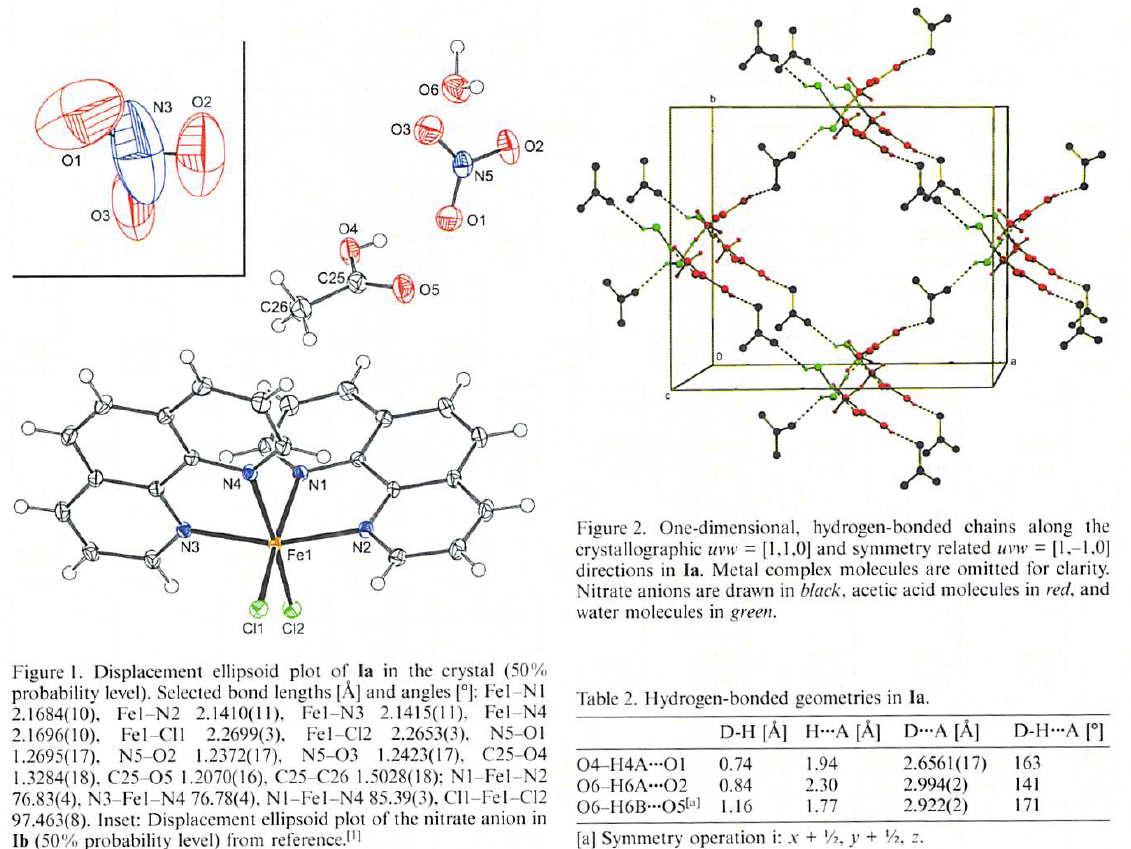 N3
O2
O1
O3
O6
O3
O2
N5
O1
O4
C25
O5
C26
N4
N1
N3
N2
Fe1
Cl1
Cl2
Figure 1. Displacement ellipsoid plot of Ia in the crystal (50%
probability level). Selected bond lengths [Å] and angles [°]: Fe1–N1
2.1684(10), Fe1–N2 2.1410(11), Fe1–N3 2.1415(11), Fe1–N4
2.1696(10), Fe1–Cl1 2.2699(3), Fe1–Cl2 2.2653(3), N5–O1
1.2695(17), N5–O2 1.2372(17), N5–O3 1.2423(17), C25–O4
1.3284(18), C25–O5 1.2070(16), C25–C26 1.5028(18); N1–Fe1–N2
76.83(4), N3–Fe1–N4 76.78(4), N1–Fe1–N4 85.39(3), Cl1–Fe1–Cl2
97.463(8). Inset: Displacement ellipsoid plot of the nitrate anion in
Ib (50% probability level) from reference.[1]
b
0
a
c
Figure 2. One-dimensional, hydrogen-bonded chains along the
crystallographic uvw = [1,1,0] and symmetry related uvw = [1,–1,0]
directions in Ia. Metal complex molecules are omitted for clarity.
Nitrate anions are drawn in black, acetic acid molecules in red, and
water molecules in green.
Table 2. Hydrogen-bonded geometries in Ia.
D-H [Å] H···A [Å] D···A [Å] D-H···A [°]
O4–H4A···O1 0.74 1.94 2.6561(17) 163
O6–H6A···O2 0.84 2.30 2.994(2) 141
O6–H6B···O5[a] 1.16 1.77 2.922(2) 171
[a] Symmetry operation i: x + ½, y + ½, z.